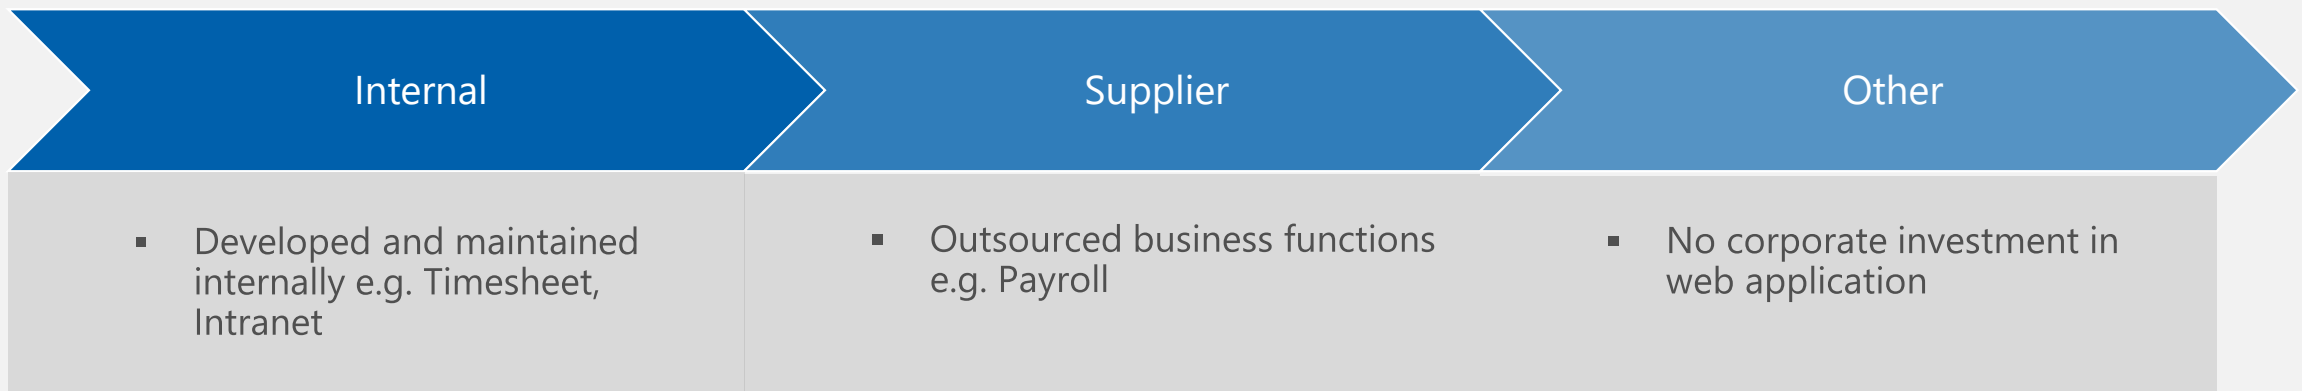 Internal
Supplier
Other
▪ Developed and maintained
internally e.g. Timesheet,
Intranet
▪ Outsourced business functions
e.g. Payroll
▪ No corporate investment in
web application